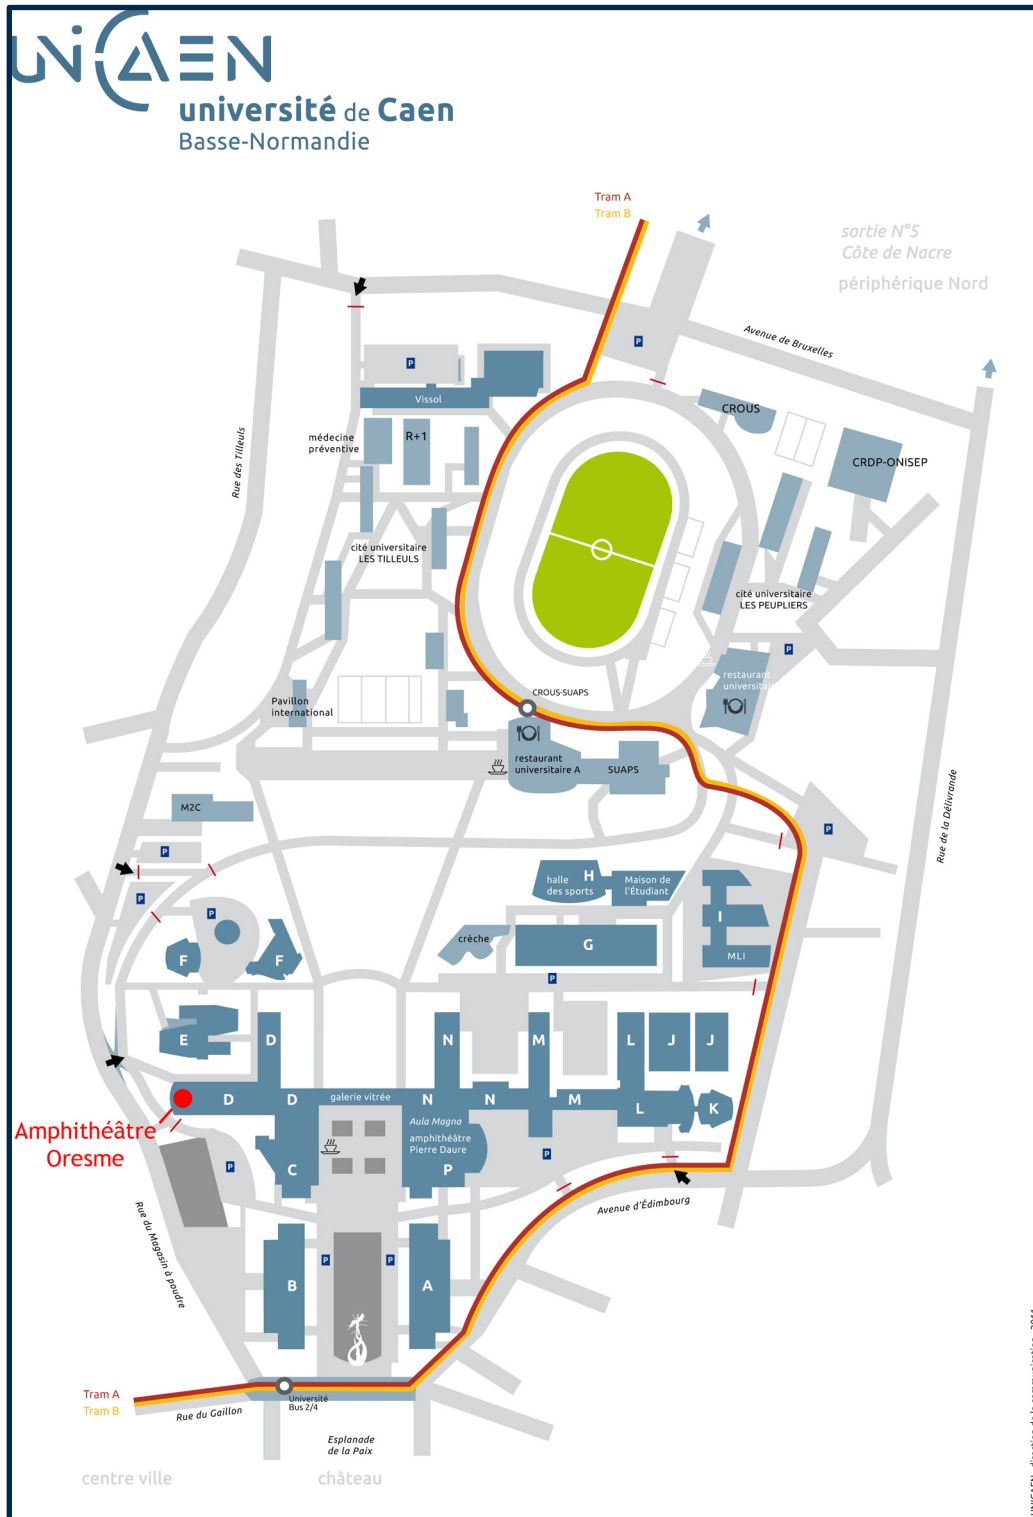 UNICAEN
université de Caen
Basse-Normandie
Tram A
Tram B
sortie N°5
Côte de Nacre
périphérique Nord
Avenue de Bruxelles
P
P
Vissol
CROUS
R+1
médecine
préventive
CRDP-ONISEP
Rue des Tilleuls
cité universitaire
LES TILLEULS
cité universitaire
LES PEUPLIERS
P
restaurant
universitaire
CROUS-SUAPS
Pavillon
international
restaurant
universitaire A
SUAPS
M2C
Rue de la Délivrande
P
P
P
P
halle
des sports
H
Maison de
l'Étudiant
I
MLI
crèche
G
F
F
P
E
D
N
M
L
J
J
D
D
galerie vitrée
N
N
M
L
K
Amphithéâtre
Oresme
Aula Magna
amphithéâtre
Pierre Daure
P
C
P
P
Avenue d'Édimbourg
Rue du Magasin à poudre
P
P
B
A
Tram A
Tram B
Université
Bus 2/4
Rue du Gaillon
Esplanade
de la Paix
centre ville
château